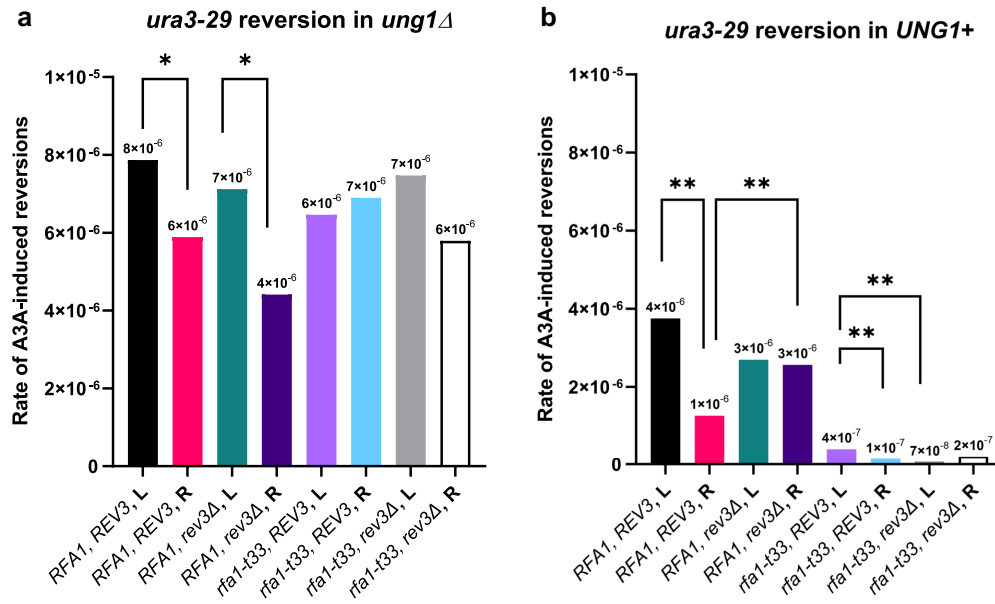 a
ura3-29 reversion in ung1Δ
Rate of A3A-induced reversions
1×10⁻⁵
8×10⁻⁶
6×10⁻⁶
4×10⁻⁶
2×10⁻⁶
0
*
*
8×10⁻⁶
6×10⁻⁶
7×10⁻⁶
4×10⁻⁶
6×10⁻⁶
7×10⁻⁶
7×10⁻⁶
6×10⁻⁶
RFA1, REV3, L
RFA1, REV3, R
RFA1, rev3Δ, L
RFA1, rev3Δ, R
rfa1-t33, REV3, L
rfa1-t33, REV3, R
rfa1-t33, rev3Δ, L
rfa1-t33, rev3Δ, R
b
ura3-29 reversion in UNG1+
Rate of A3A-induced reversions
1×10⁻⁵
8×10⁻⁶
6×10⁻⁶
4×10⁻⁶
2×10⁻⁶
0
**
**
**
**
4×10⁻⁶
1×10⁻⁶
3×10⁻⁶
3×10⁻⁶
4×10⁻⁷
1×10⁻⁷
7×10⁻⁸
2×10⁻⁷
RFA1, REV3, L
RFA1, REV3, R
RFA1, rev3Δ, L
RFA1, rev3Δ, R
rfa1-t33, REV3, L
rfa1-t33, REV3, R
rfa1-t33, rev3Δ, L
rfa1-t33, rev3Δ, R